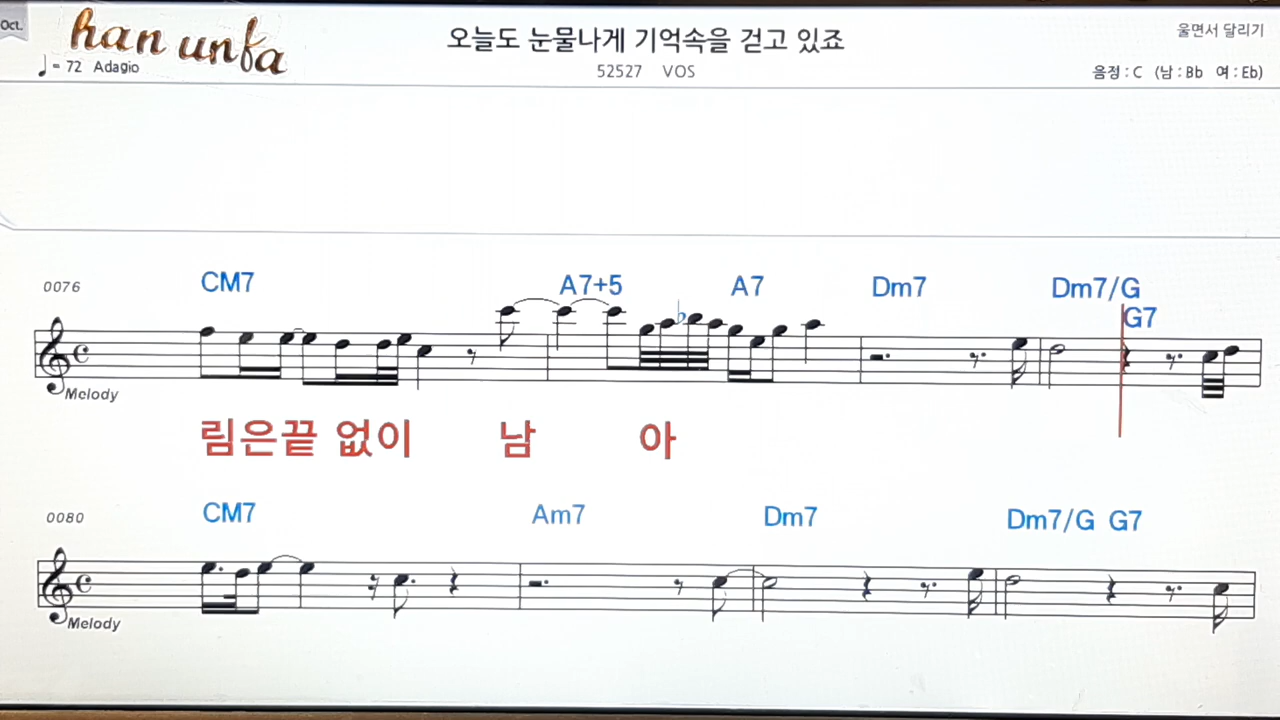 Oct.
han unfa
오늘도 눈물나게 기억속을 걷고 있죠
울면서 달리기
♩= 72 Adagio
52527 VOS
음정 : C (남 : Bb 여 : Eb)
0076 CM7 A7+5 A7 Dm7 Dm7/G
G7
Melody
림은끝 없이 남 아
0080 CM7 Am7 Dm7 Dm7/G G7
Melody